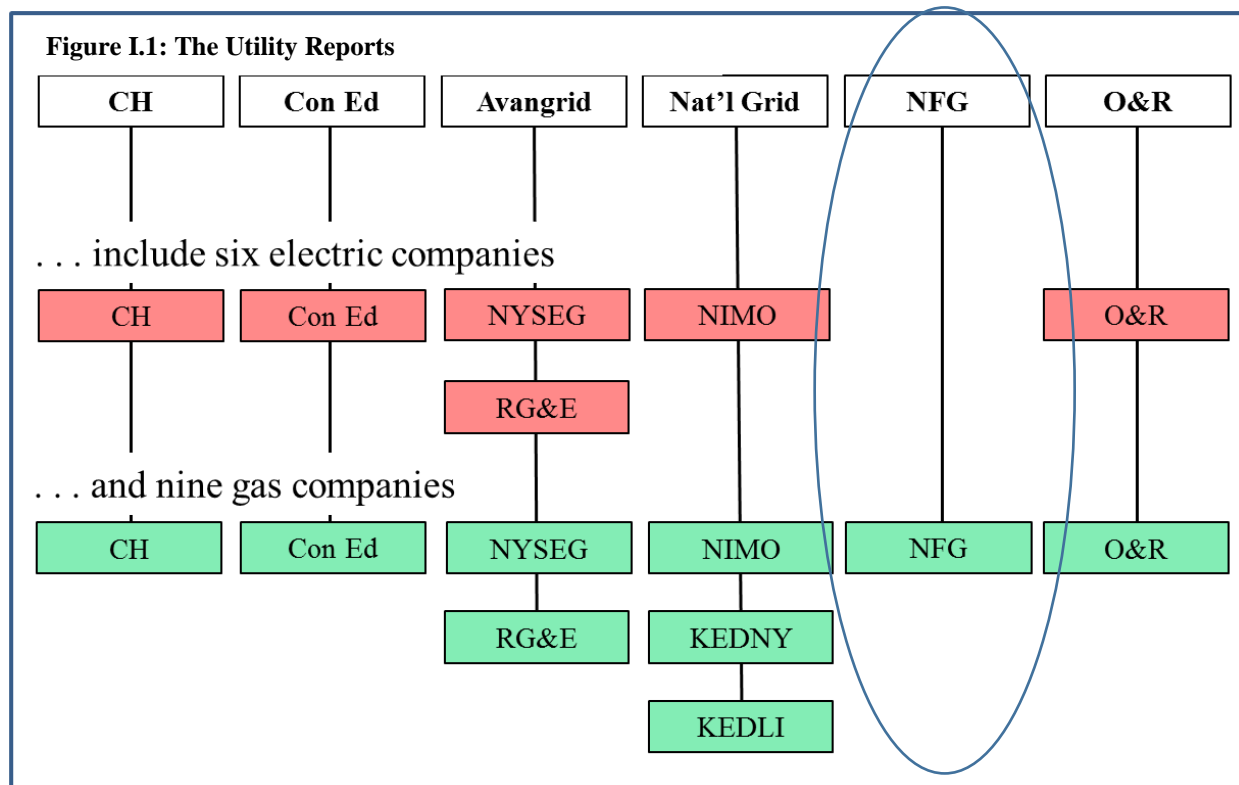 Figure I.1: The Utility Reports
CH Con Ed Avangrid Nat’l Grid NFG O&R
. . . include six electric companies
CH Con Ed NYSEG NIMO O&R
RG&E
. . . and nine gas companies
CH Con Ed NYSEG NIMO NFG O&R
RG&E KEDNY
KEDLI